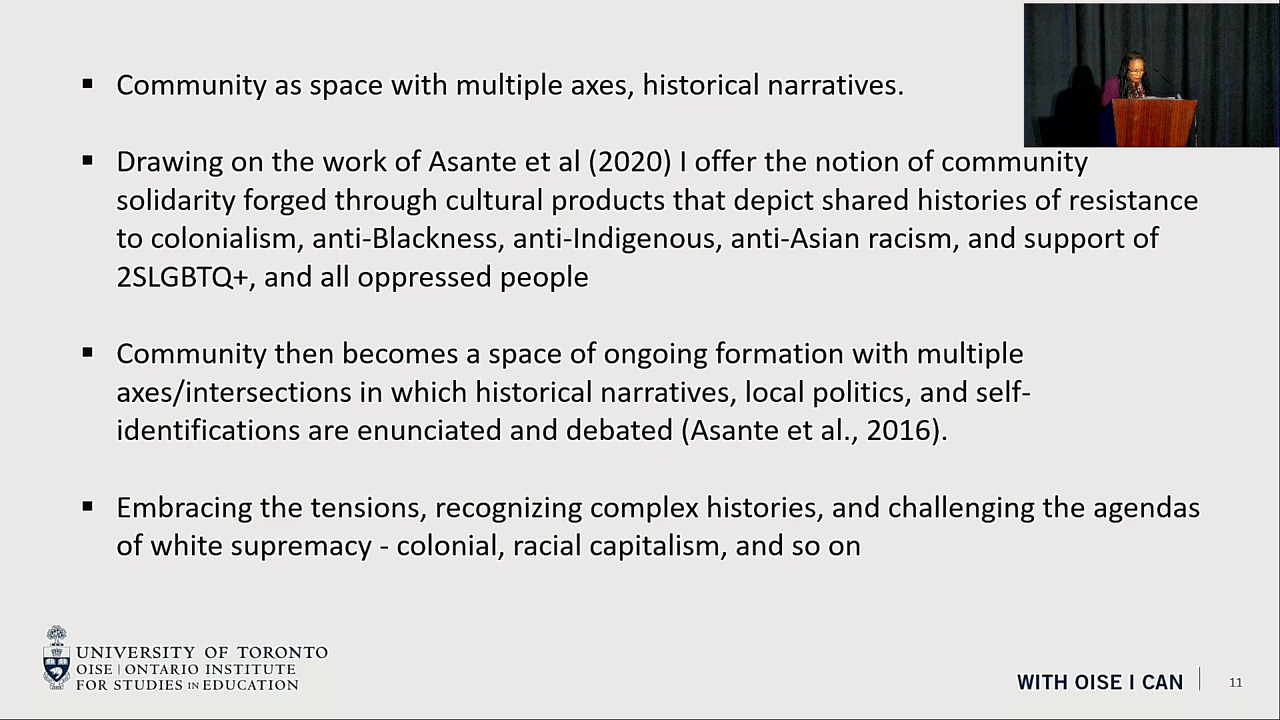 ▪ Community as space with multiple axes, historical narratives.
▪ Drawing on the work of Asante et al (2020) I offer the notion of community
solidarity forged through cultural products that depict shared histories of resistance
to colonialism, anti-Blackness, anti-Indigenous, anti-Asian racism, and support of
2SLGBTQ+, and all oppressed people
▪ Community then becomes a space of ongoing formation with multiple
axes/intersections in which historical narratives, local politics, and self-
identifications are enunciated and debated (Asante et al., 2016).
▪ Embracing the tensions, recognizing complex histories, and challenging the agendas
of white supremacy - colonial, racial capitalism, and so on
UNIVERSITY OF TORONTO
OISE | ONTARIO INSTITUTE
FOR STUDIES IN EDUCATION
WITH OISE I CAN | 11